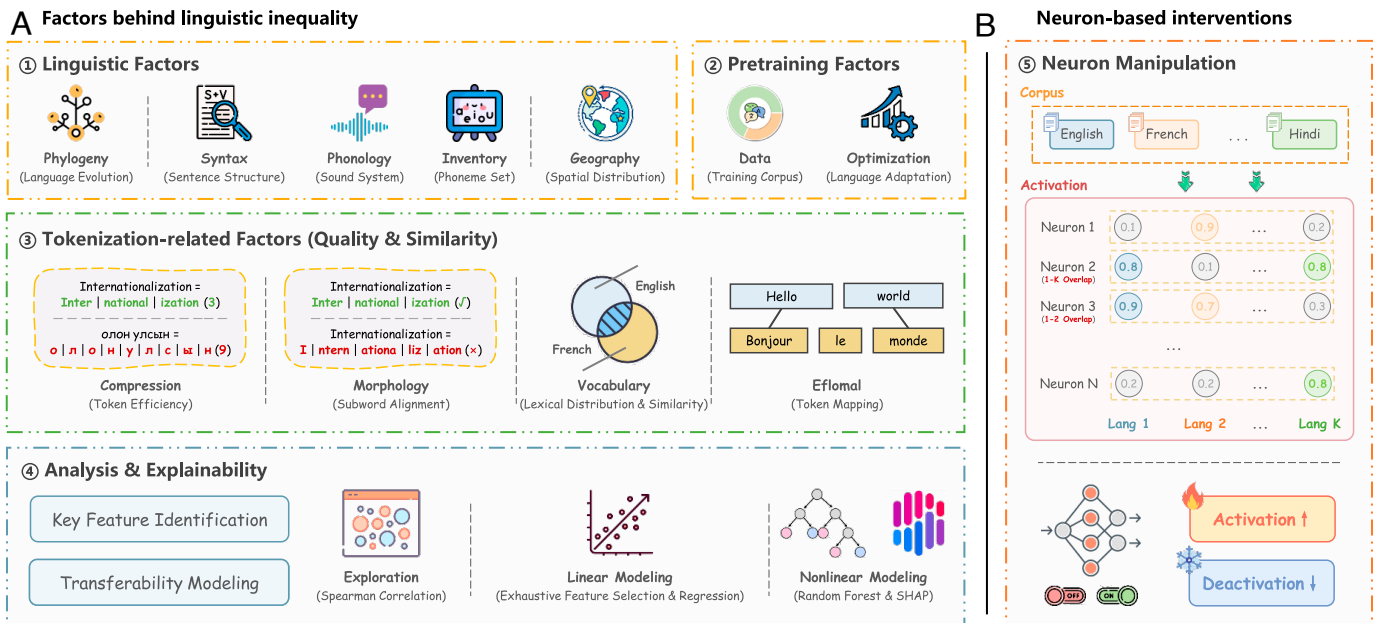 A Factors behind linguistic inequality
① Linguistic Factors
S+V
a e i o u
Phylogeny
(Language Evolution)
Syntax
(Sentence Structure)
Phonology
(Sound System)
Inventory
(Phoneme Set)
Geography
(Spatial Distribution)
② Pretraining Factors
Data
(Training Corpus)
Optimization
(Language Adaptation)
③ Tokenization-related Factors (Quality & Similarity)
Internationalization =
Inter | national | ization (3)
олон улсын =
о | л | о | н | у | л | с | ы | н (9)
Compression
(Token Efficiency)
Internationalization =
Inter | national | ization (√)
Internationalization =
I | ntern | ationa | liz | ation (×)
Morphology
(Subword Alignment)
English
French
Vocabulary
(Lexical Distribution & Similarity)
Hello world
Bonjour le monde
Eflomal
(Token Mapping)
④ Analysis & Explainability
Key Feature Identification
Transferability Modeling
Exploration
(Spearman Correlation)
Linear Modeling
(Exhaustive Feature Selection & Regression)
Nonlinear Modeling
(Random Forest & SHAP)
B Neuron-based interventions
⑤ Neuron Manipulation
Corpus
English French . . . Hindi
Activation
Neuron 1 0.1 0.9 ... 0.2
Neuron 2 0.8 0.1 ... 0.8
(1-K Overlap)
Neuron 3 0.9 0.7 ... 0.3
(1-2 Overlap)
...
Neuron N 0.2 0.2 ... 0.8
Lang 1 Lang 2 ... Lang K
OFF ON
Activation ↑
Deactivation ↓